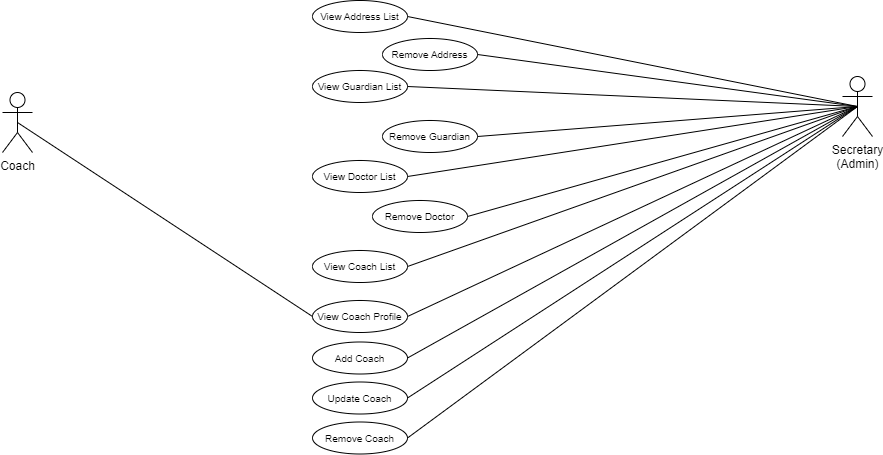 View Address List
Remove Address
View Guardian List
Remove Guardian
View Doctor List
Remove Doctor
View Coach List
View Coach Profile
Add Coach
Update Coach
Remove Coach
Coach
Secretary
(Admin)